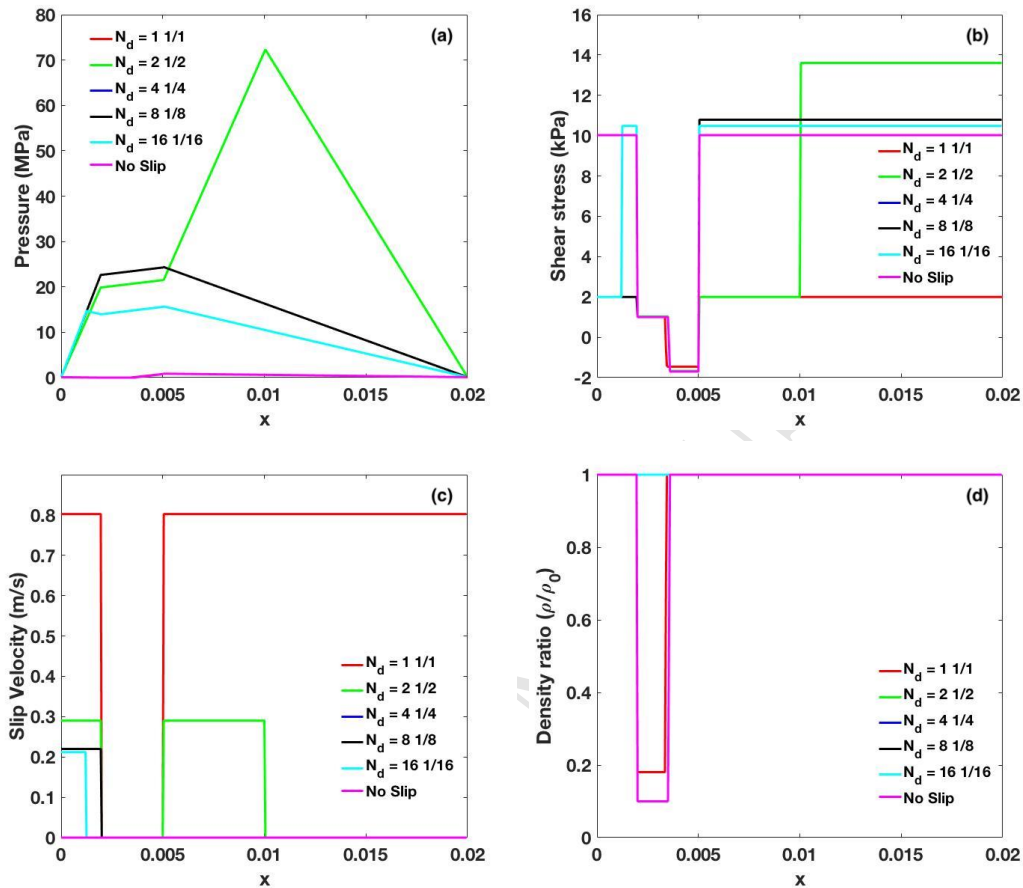 80
70
60
50
40
30
20
10
0
Pressure (MPa)
(a)
N_d = 1 1/1
N_d = 2 1/2
N_d = 4 1/4
N_d = 8 1/8
N_d = 16 1/16
No Slip
0 0.005 0.01 0.015 0.02
x
16
14
12
10
8
6
4
2
0
-2
Shear stress (kPa)
(b)
N_d = 1 1/1
N_d = 2 1/2
N_d = 4 1/4
N_d = 8 1/8
N_d = 16 1/16
No Slip
0 0.005 0.01 0.015 0.02
x
0.8
0.7
0.6
0.5
0.4
0.3
0.2
0.1
0
Slip Velocity (m/s)
(c)
N_d = 1 1/1
N_d = 2 1/2
N_d = 4 1/4
N_d = 8 1/8
N_d = 16 1/16
No Slip
0 0.005 0.01 0.015 0.02
x
1
0.8
0.6
0.4
0.2
0
Density ratio (ρ/ρ_0)
(d)
N_d = 1 1/1
N_d = 2 1/2
N_d = 4 1/4
N_d = 8 1/8
N_d = 16 1/16
No Slip
0 0.005 0.01 0.015 0.02
x